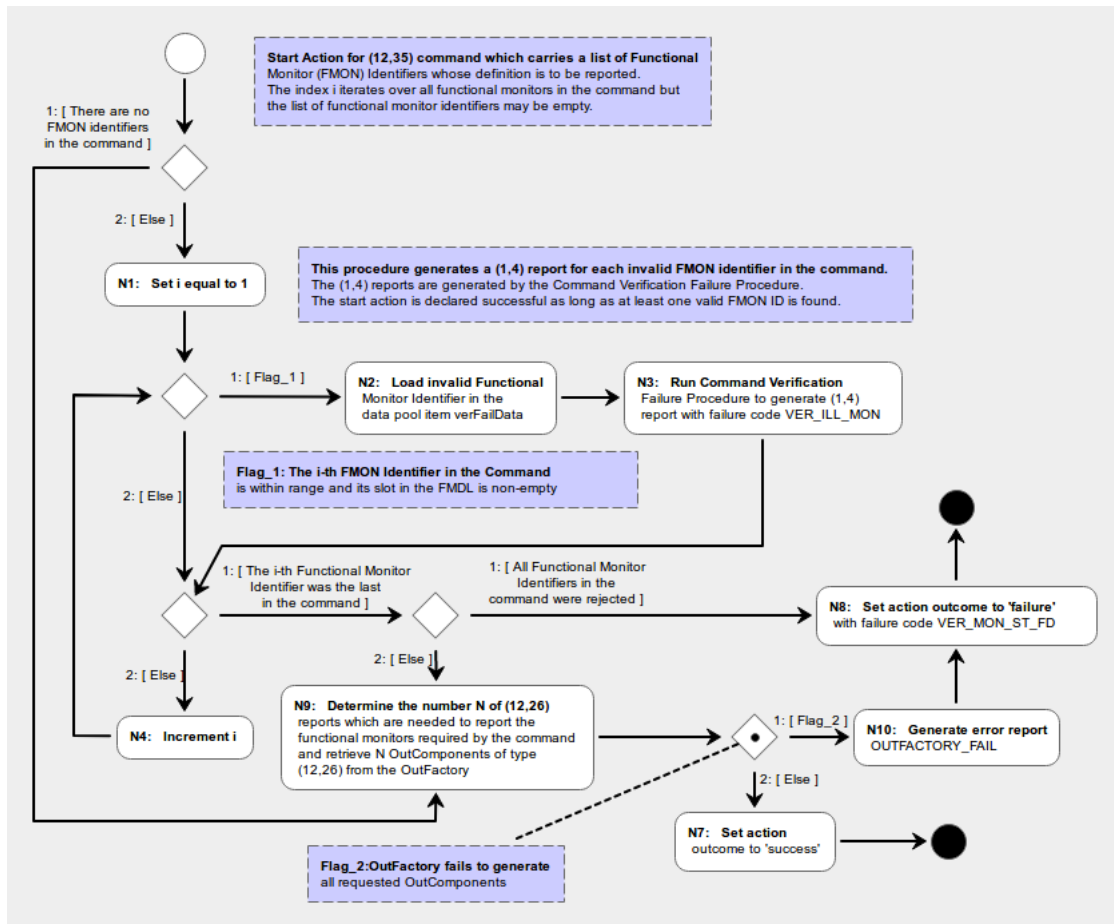 Start Action for (12,35) command which carries a list of Functional
Monitor (FMON) Identifiers whose definition is to be reported.
The index i iterates over all functional monitors in the command but
the list of functional monitor identifiers may be empty.
1: [ There are no
FMON identifiers
in the command ]
2: [ Else ]
N1: Set i equal to 1
This procedure generates a (1,4) report for each invalid FMON identifier in the command.
The (1,4) reports are generated by the Command Verification Failure Procedure.
The start action is declared successful as long as at least one valid FMON ID is found.
1: [ Flag_1 ]
N2: Load invalid Functional
Monitor Identifier in the
data pool item verFailData
N3: Run Command Verification
Failure Procedure to generate (1,4)
report with failure code VER_ILL_MON
Flag_1: The i-th FMON Identifier in the Command
is within range and its slot in the FMDL is non-empty
2: [ Else ]
1: [ The i-th Functional Monitor
Identifier was the last
in the command ]
1: [ All Functional Monitor
Identifiers in the
command were rejected ]
N8: Set action outcome to 'failure'
with failure code VER_MON_ST_FD
2: [ Else ]
2: [ Else ]
N4: Increment i
N9: Determine the number N of (12,26)
reports which are needed to report the
functional monitors required by the command
and retrieve N OutComponents of type
(12,26) from the OutFactory
1: [ Flag_2 ]
N10: Generate error report
OUTFACTORY_FAIL
2: [ Else ]
N7: Set action
outcome to 'success'
Flag_2:OutFactory fails to generate
all requested OutComponents